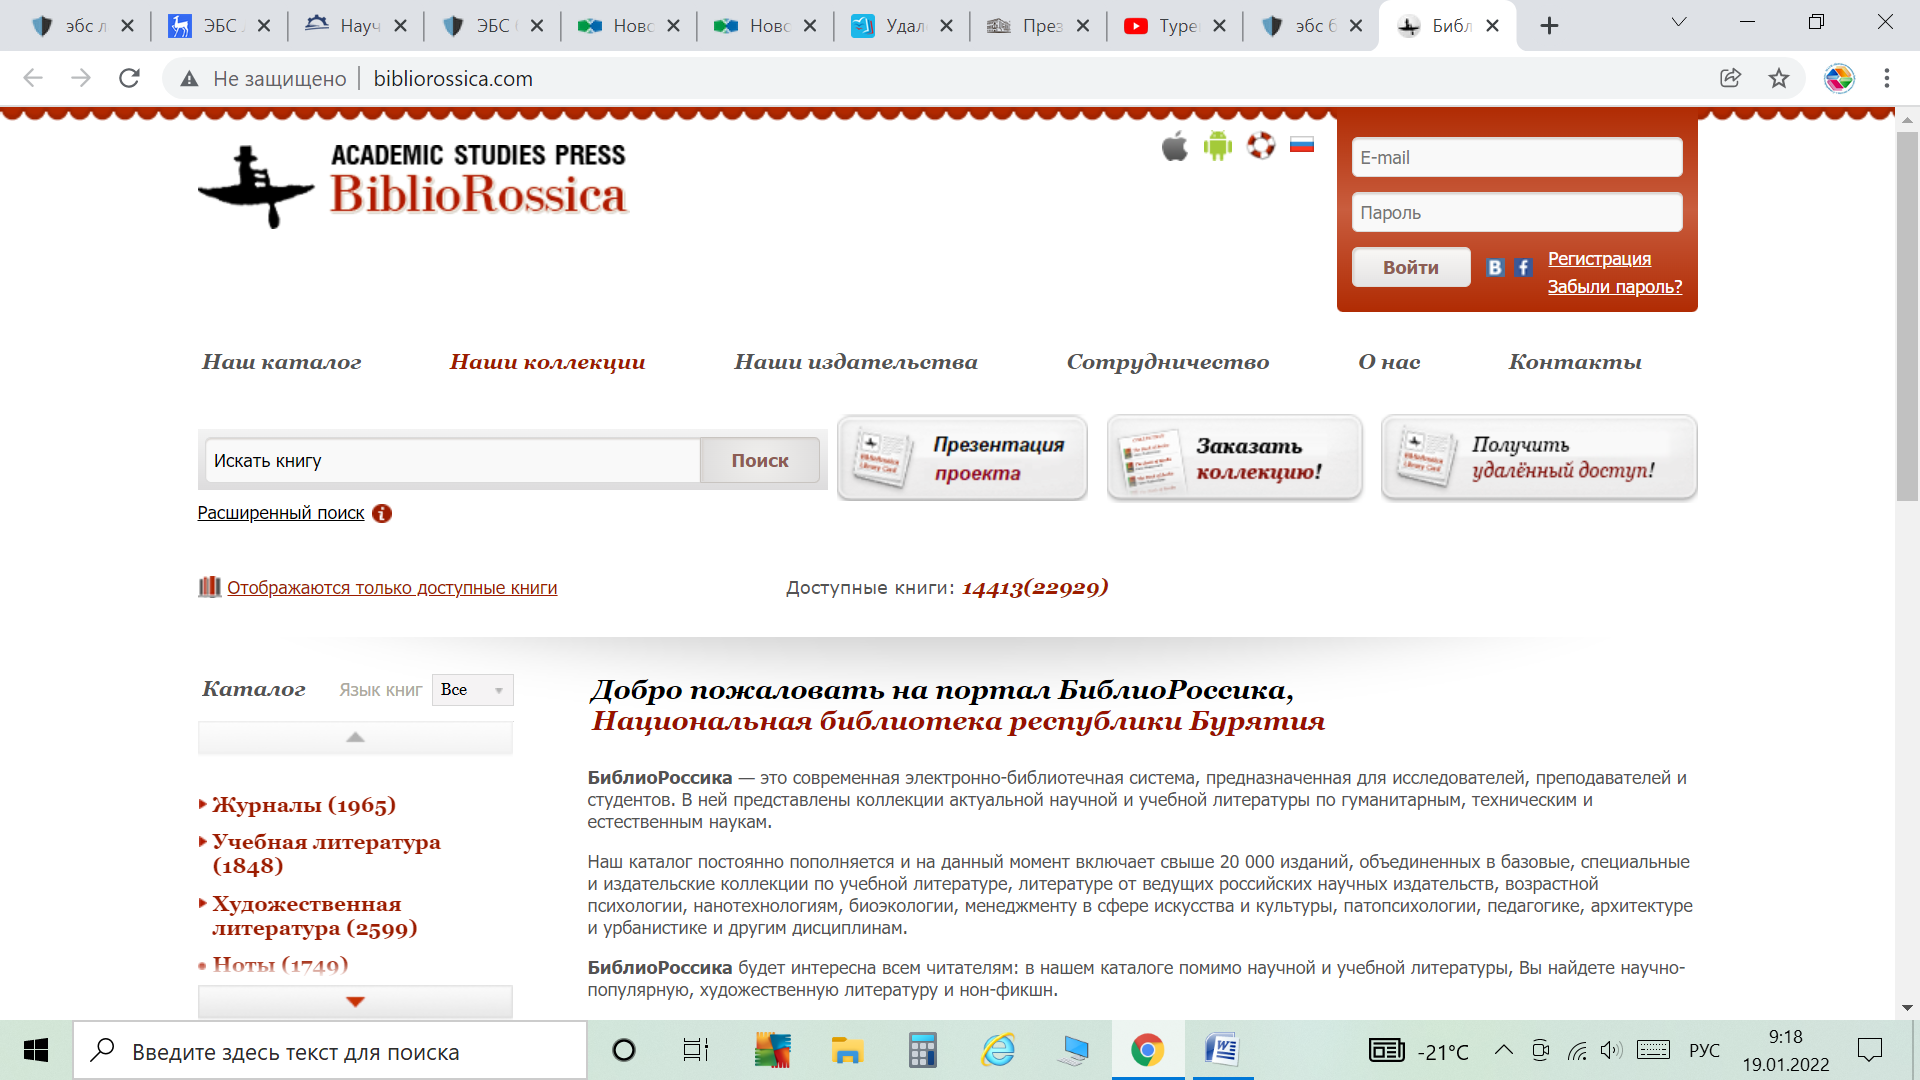 эбс л
ЭБС
Науч
ЭБС
Новс
Новс
Удал
През
Туре
эбс б
Библ
Не защищено
bibliorossica.com
ACADEMIC STUDIES PRESS
BiblioRossica
E-mail
Пароль
Войти
Регистрация
Забыли пароль?
Наш каталог
Наши коллекции
Наши издательства
Сотрудничество
О нас
Контакты
Искать книгу
Поиск
Презентация
проекта
Заказать
коллекцию!
Получить
удалённый доступ!
Расширенный поиск
Отображаются только доступные книги
Доступные книги: 14413(22929)
Каталог
Язык книг
Все
Журналы (1965)
Учебная литература
(1848)
Художественная
литература (2599)
Ноты (1749)
Добро пожаловать на портал БиблиоРоссика,
Национальная библиотека республики Бурятия
БиблиоРоссика — это современная электронно-библиотечная система, предназначенная для исследователей, преподавателей и
студентов. В ней представлены коллекции актуальной научной и учебной литературы по гуманитарным, техническим и
естественным наукам.
Наш каталог постоянно пополняется и на данный момент включает свыше 20 000 изданий, объединенных в базовые, специальные
и издательские коллекции по учебной литературе, литературе от ведущих российских научных издательств, возрастной
психологии, нанотехнологиям, биоэкологии, менеджменту в сфере искусства и культуры, патопсихологии, педагогике, архитектуре
и урбанистике и другим дисциплинам.
БиблиоРоссика будет интересна всем читателям: в нашем каталоге помимо научной и учебной литературы, Вы найдете научно-
популярную, художественную литературу и нон-фикшн.
Введите здесь текст для поиска
-21°C
РУС
9:18
19.01.2022